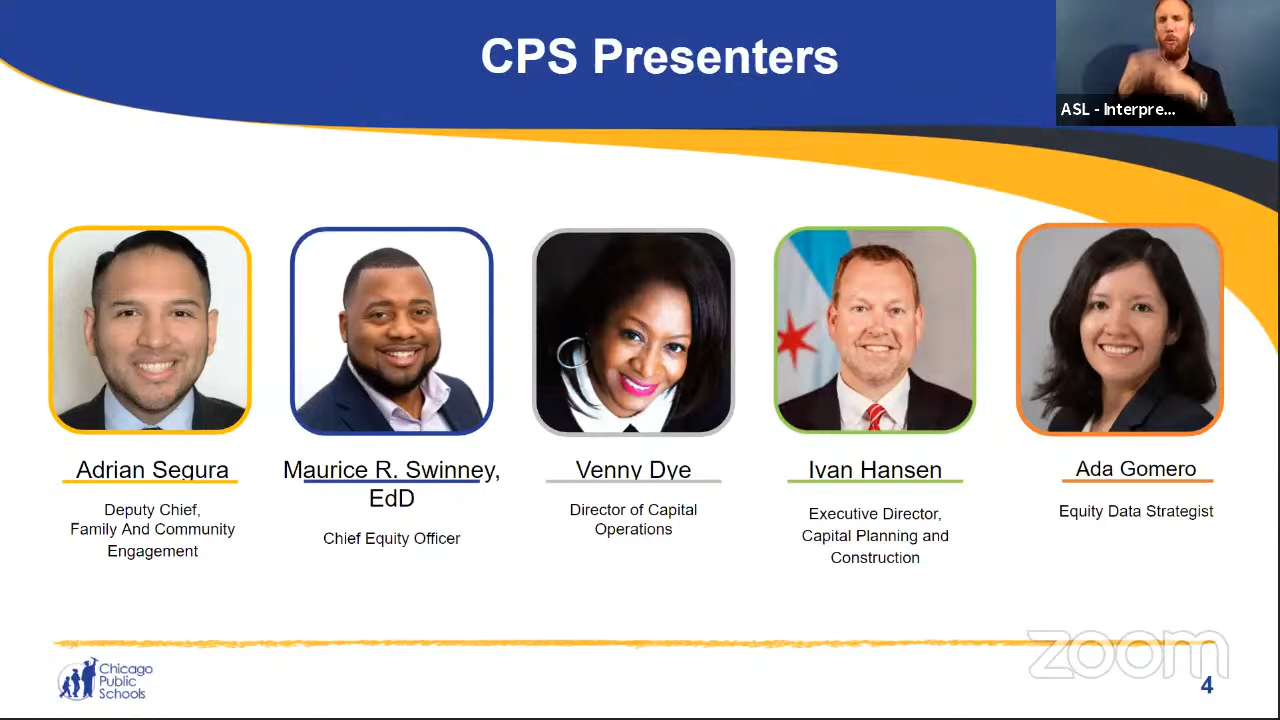 CPS Presenters
ASL - Interpre...
Adrian Segura
Deputy Chief,
Family And Community
Engagement
Maurice R. Swinney,
EdD
Chief Equity Officer
Venny Dye
Director of Capital
Operations
Ivan Hansen
Executive Director,
Capital Planning and
Construction
Ada Gomero
Equity Data Strategist
Chicago
Public
Schools
zoom
4